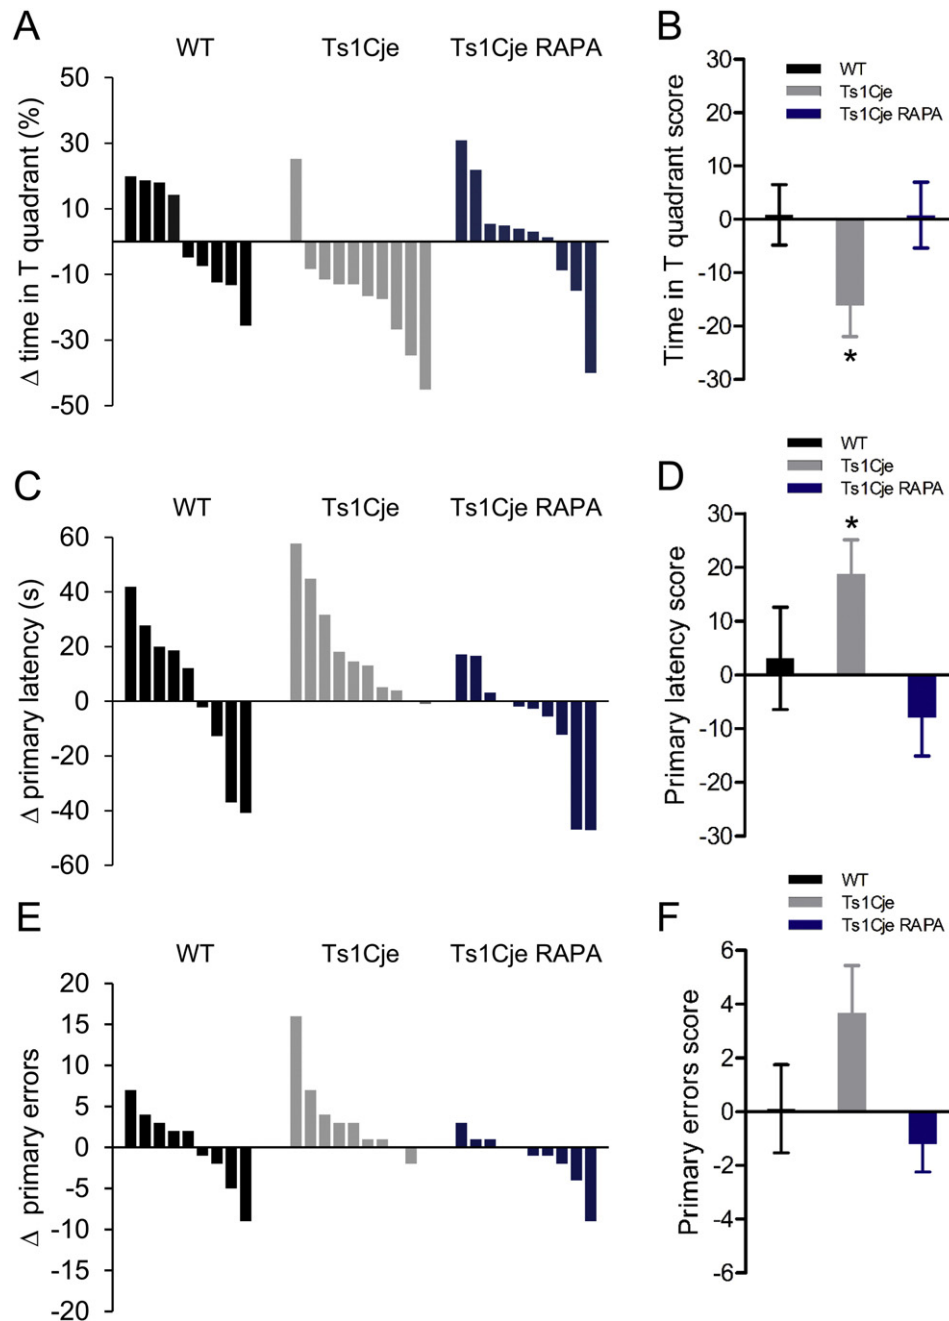 A
WT
Ts1Cje
Ts1Cje RAPA
Δ time in T quadrant (%)
50
30
10
-10
-30
-50
B
WT
Ts1Cje
Ts1Cje RAPA
Time in T quadrant score
30
20
10
0
-10
-20
-30
*
C
WT
Ts1Cje
Ts1Cje RAPA
Δ primary latency (s)
60
40
20
0
-20
-40
-60
D
WT
Ts1Cje
Ts1Cje RAPA
Primary latency score
30
20
10
0
-10
-20
-30
*
E
WT
Ts1Cje
Ts1Cje RAPA
Δ primary errors
20
15
10
5
0
-5
-10
-15
-20
F
WT
Ts1Cje
Ts1Cje RAPA
Primary errors score
6
4
2
0
-2
-4
-6